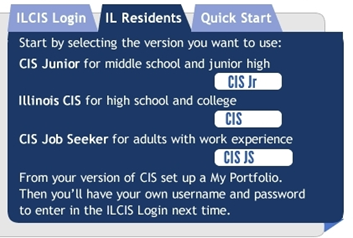 ILCIS Login IL Residents Quick Start
Start by selecting the version you want to use:
CIS Junior for middle school and junior high
CIS Jr
Illinois CIS for high school and college
CIS
CIS Job Seeker for adults with work experience
CIS JS
From your version of CIS set up a My Portfolio.
Then you'll have your own username and password
to enter in the ILCIS Login next time.